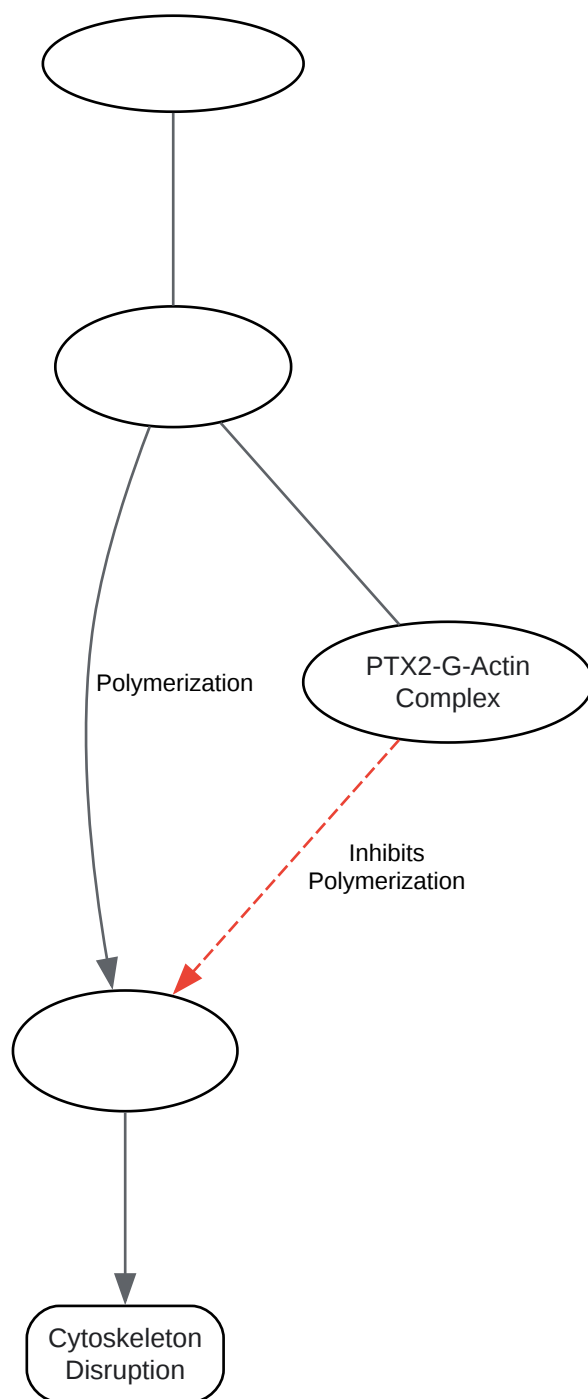 PTX2-G-Actin
Complex
Polymerization
Inhibits
Polymerization
Cytoskeleton
Disruption